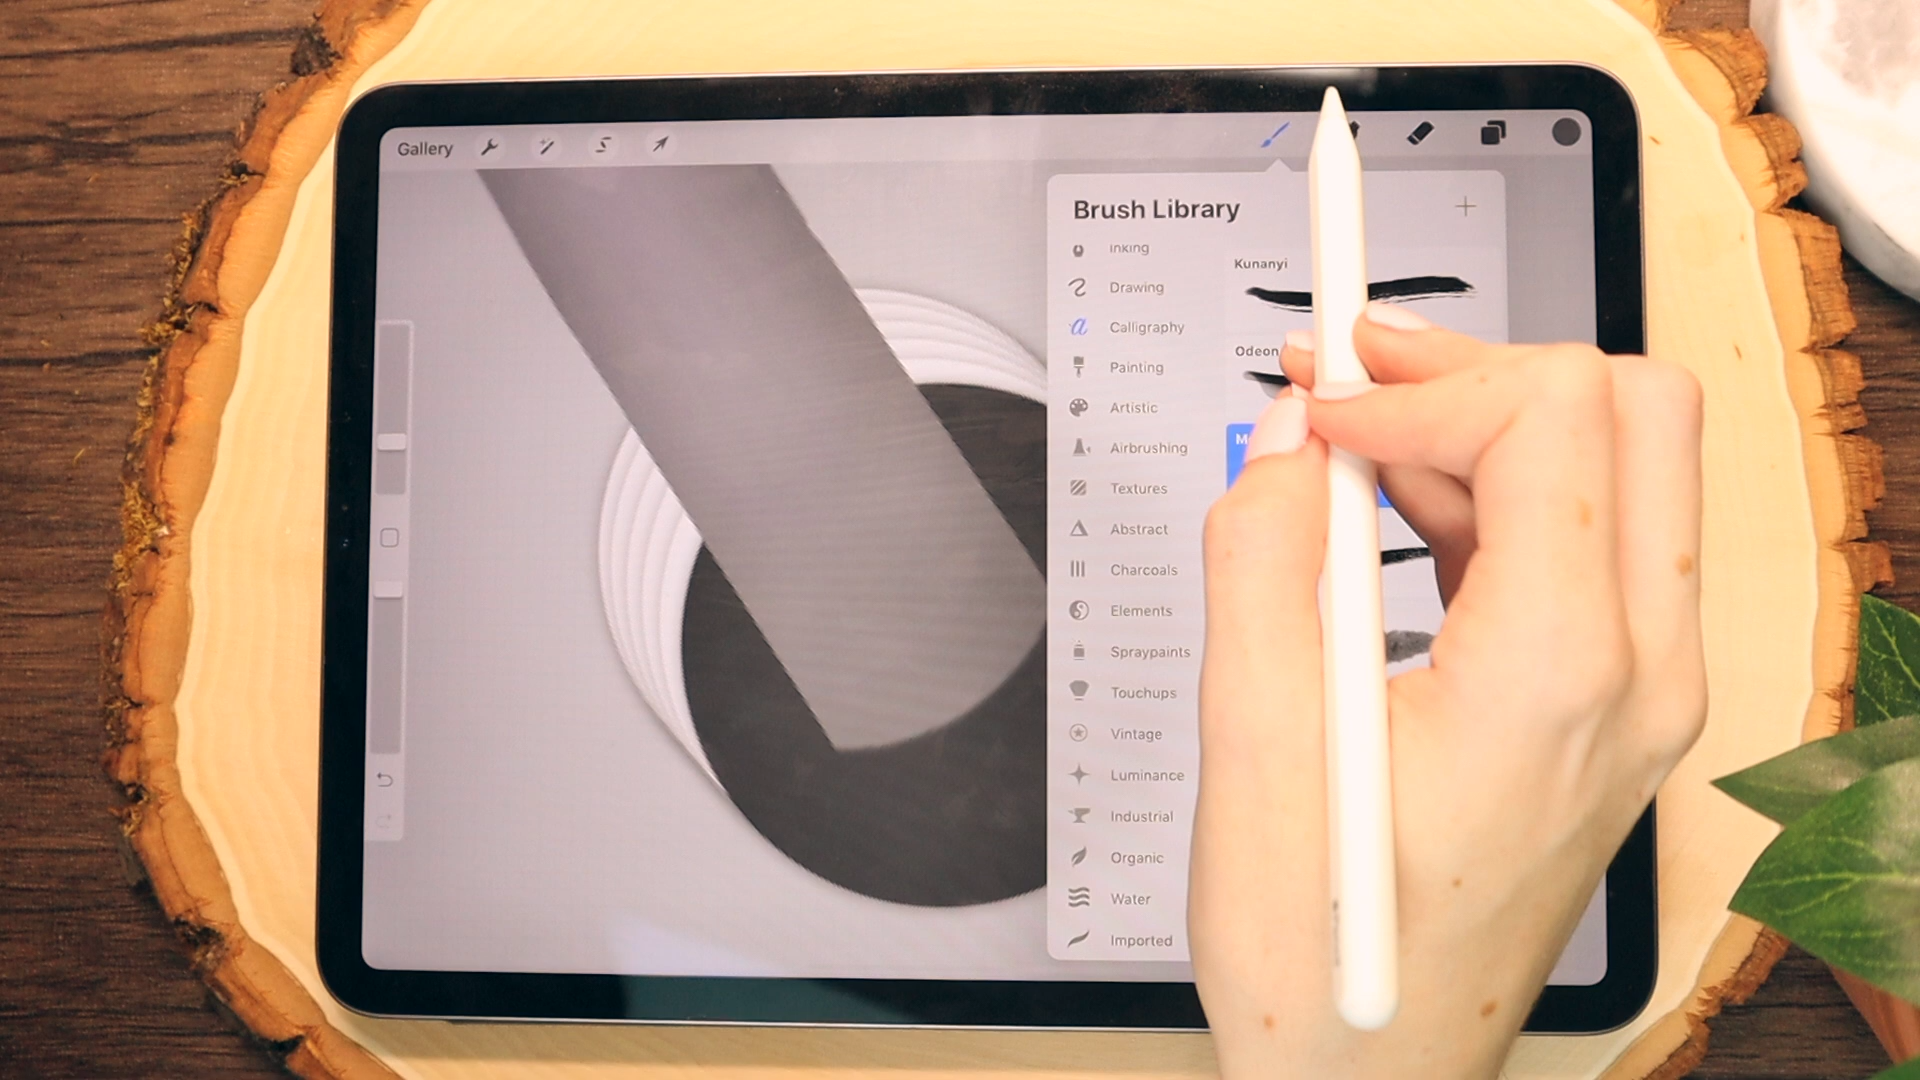 Gallery
Brush Library
Inking
Drawing
Calligraphy
Painting
Artistic
Airbrushing
Textures
Abstract
Charcoals
Elements
Spraypaints
Touchups
Vintage
Luminance
Industrial
Organic
Water
Imported
Kunanyi
Odeon